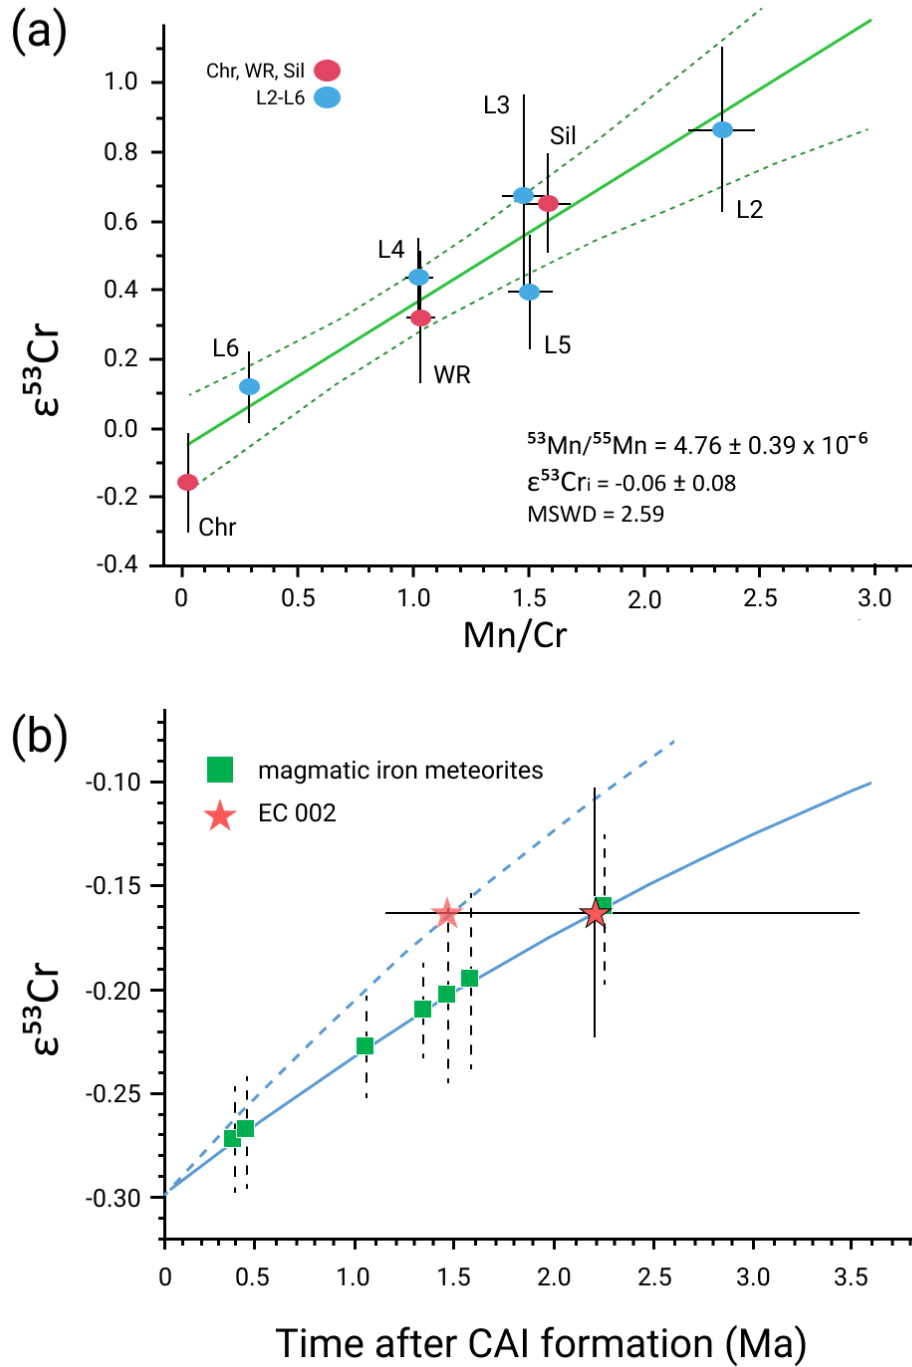 (a)
Chr, WR, Sil
L2-L6
1.0
0.8
0.6
0.4
0.2
0.0
-0.2
-0.4
ε⁵³Cr
L3
Sil
L2
L4
L5
L6
WR
Chr
⁵³Mn/⁵⁵Mn = 4.76 ± 0.39 x 10⁻⁶
ε⁵³Cri = -0.06 ± 0.08
MSWD = 2.59
0 0.5 1.0 1.5 2.0 2.5 3.0
Mn/Cr
(b)
magmatic iron meteorites
EC 002
-0.10
-0.15
-0.20
-0.25
-0.30
ε⁵³Cr
0 0.5 1.0 1.5 2.0 2.5 3.0 3.5
Time after CAI formation (Ma)